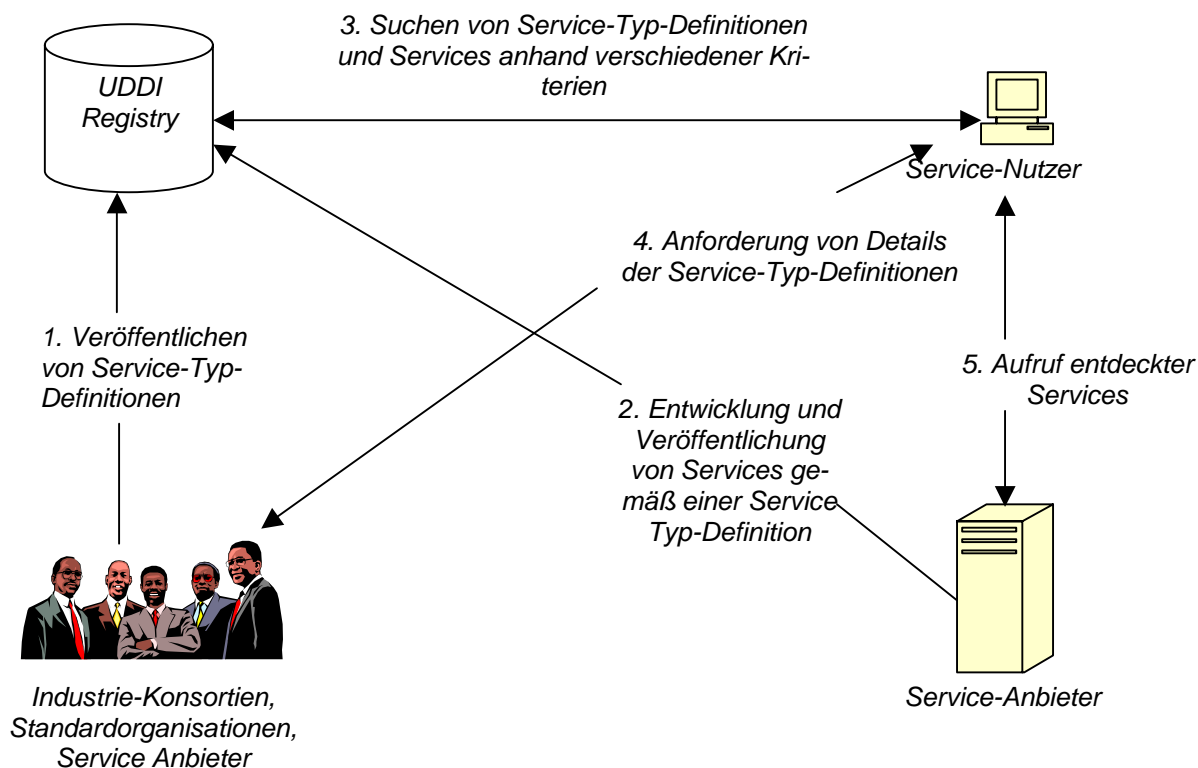 3. Suchen von Service-Typ-Definitionen
und Services anhand verschiedener Kri-
terien
UDDI
Registry
Service-Nutzer
4. Anforderung von Details
der Service-Typ-Definitionen
1. Veröffentlichen
von Service-Typ-
Definitionen
5. Aufruf entdeckter
Services
2. Entwicklung und
Veröffentlichung
von Services ge-
mäß einer Service
Typ-Definition
Industrie-Konsortien,
Standardorganisationen,
Service Anbieter
Service-Anbieter